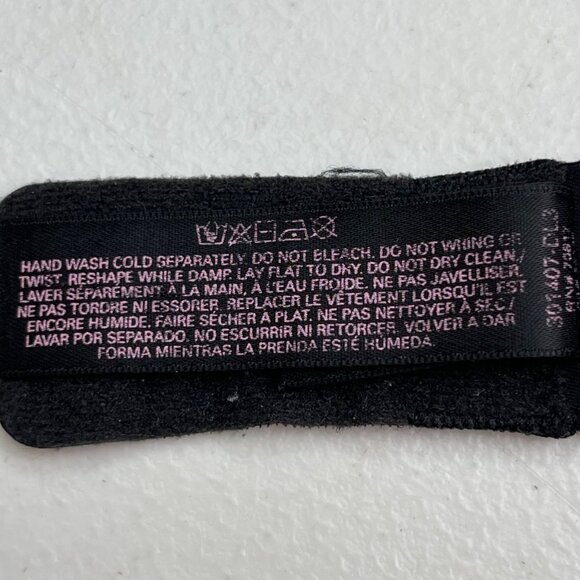 HAND WASH COLD SEPARATELY. DO NOT BLEACH. DO NOT WRING OR
TWIST. RESHAPE WHILE DAMP. LAY FLAT TO DRY. DO NOT DRY CLEAN./
LAVER SÉPARÉMENT À LA MAIN, À L'EAU FROIDE. NE PAS JAVELLISER.
NE PAS TORDRE NI ESSORER. REPLACER LE VÊTEMENT LORSQU'IL EST
ENCORE HUMIDE. FAIRE SÉCHER À PLAT. NE PAS NETTOYER À SEC/
LAVAR POR SEPARADO. NO ESCURRIR NI RETORCER. VOLVER A DAR
FORMA MIENTRAS LA PRENDA ESTÉ HÚMEDA.
301407-EL3